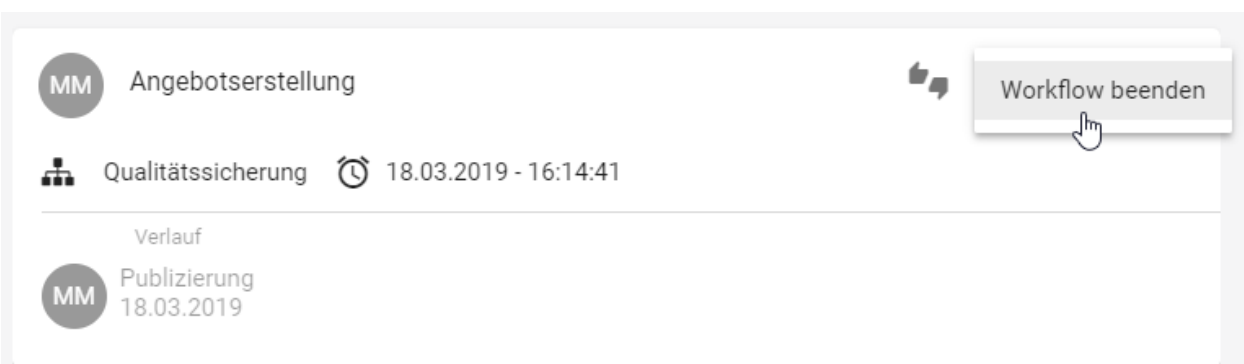 MM Angebotserstellung
Workflow beenden
Qualitätssicherung 18.03.2019 - 16:14:41
Verlauf
MM Publizierung
18.03.2019